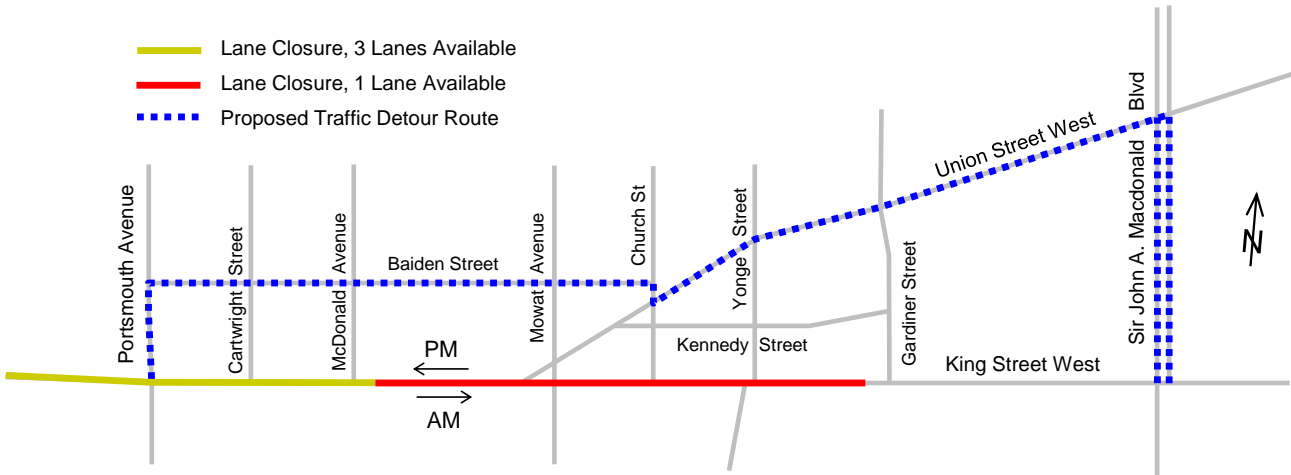 Lane Closure, 3 Lanes Available
Lane Closure, 1 Lane Available
Proposed Traffic Detour Route
Portsmouth Avenue
Cartwright Street
McDonald Avenue
Baiden Street
Mowat Avenue
Church St
Yonge Street
Union Street West
Gardiner Street
Sir John A. Macdonald Blvd
N
Kennedy Street
King Street West
PM
AM